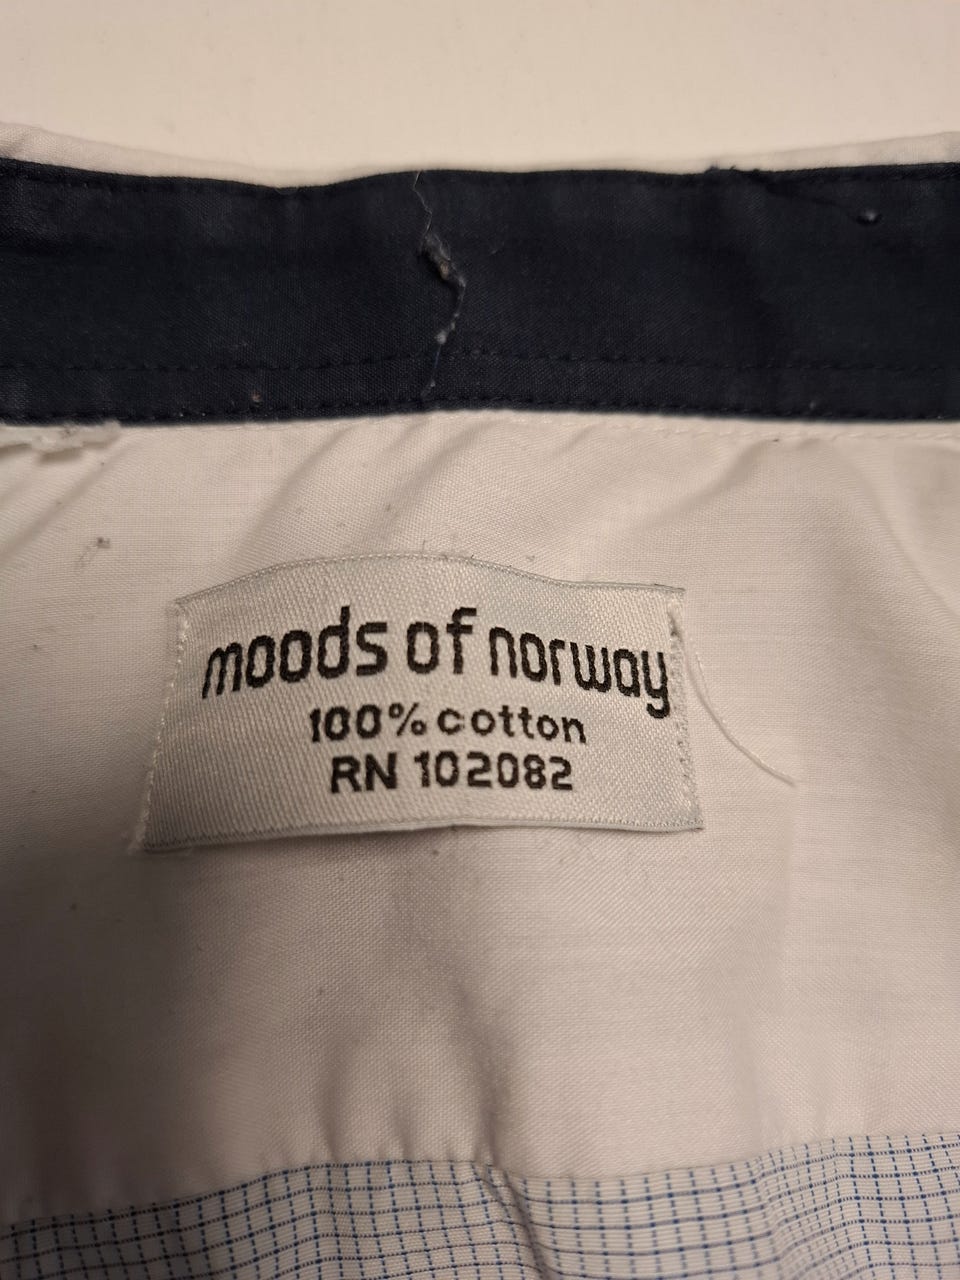 moods of norway
100% cotton
RN 102082